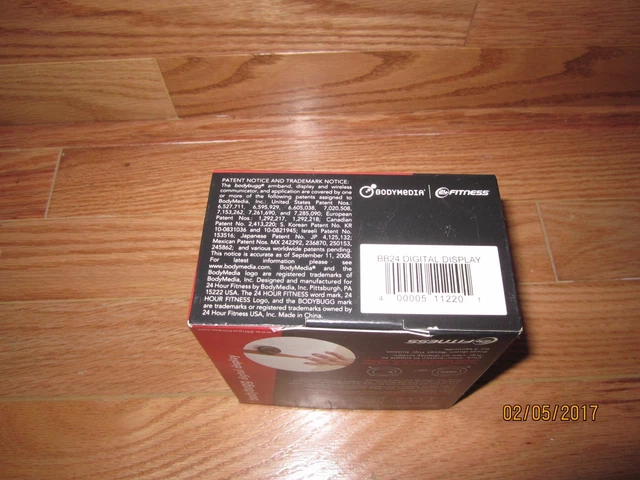 PATENT NOTICE AND TRADEMARK NOTICE:
The bodybugg® armband, display and wireless
communicator, and application are covered by one
or more of the following patents assigned to
BodyMedia, Inc.: United States Patent Nos.
6,527,711, 6,595,929, 6,605,038, 7,020,508,
7,153,262, 7,261,690, and 7,285,090; European
Patent Nos.: 1,292,217, 1,292,218; Canadian
Patent No. 2,413,220; S. Korean Patent No. KR
10-0831036 and 10-0821945; Israeli Patent No.
153516; Japanese Patent No. JP 4,125,132;
Mexican Patent Nos. MX 242292, 236870, 250153,
245862; and various worldwide patents pending.
This notice is accurate as of September 11, 2008.
For latest information please see
www.bodymedia.com. BodyMedia® and the
BodyMedia logo are registered trademarks of
BodyMedia, Inc. Designed and manufactured for
24 Hour Fitness by BodyMedia, Inc. Pittsburgh, PA
15222 USA. The 24 HOUR FITNESS word mark, 24
HOUR FITNESS Logo, and the BODYBUGG mark
are trademarks or registered trademarks owned by
24 Hour Fitness USA, Inc. Made in China.
BODYMEDIA | 24 FITNESS
BB24 DIGITAL DISPLAY
4 00005 11220 1
24 FITNESS
02/05/2017